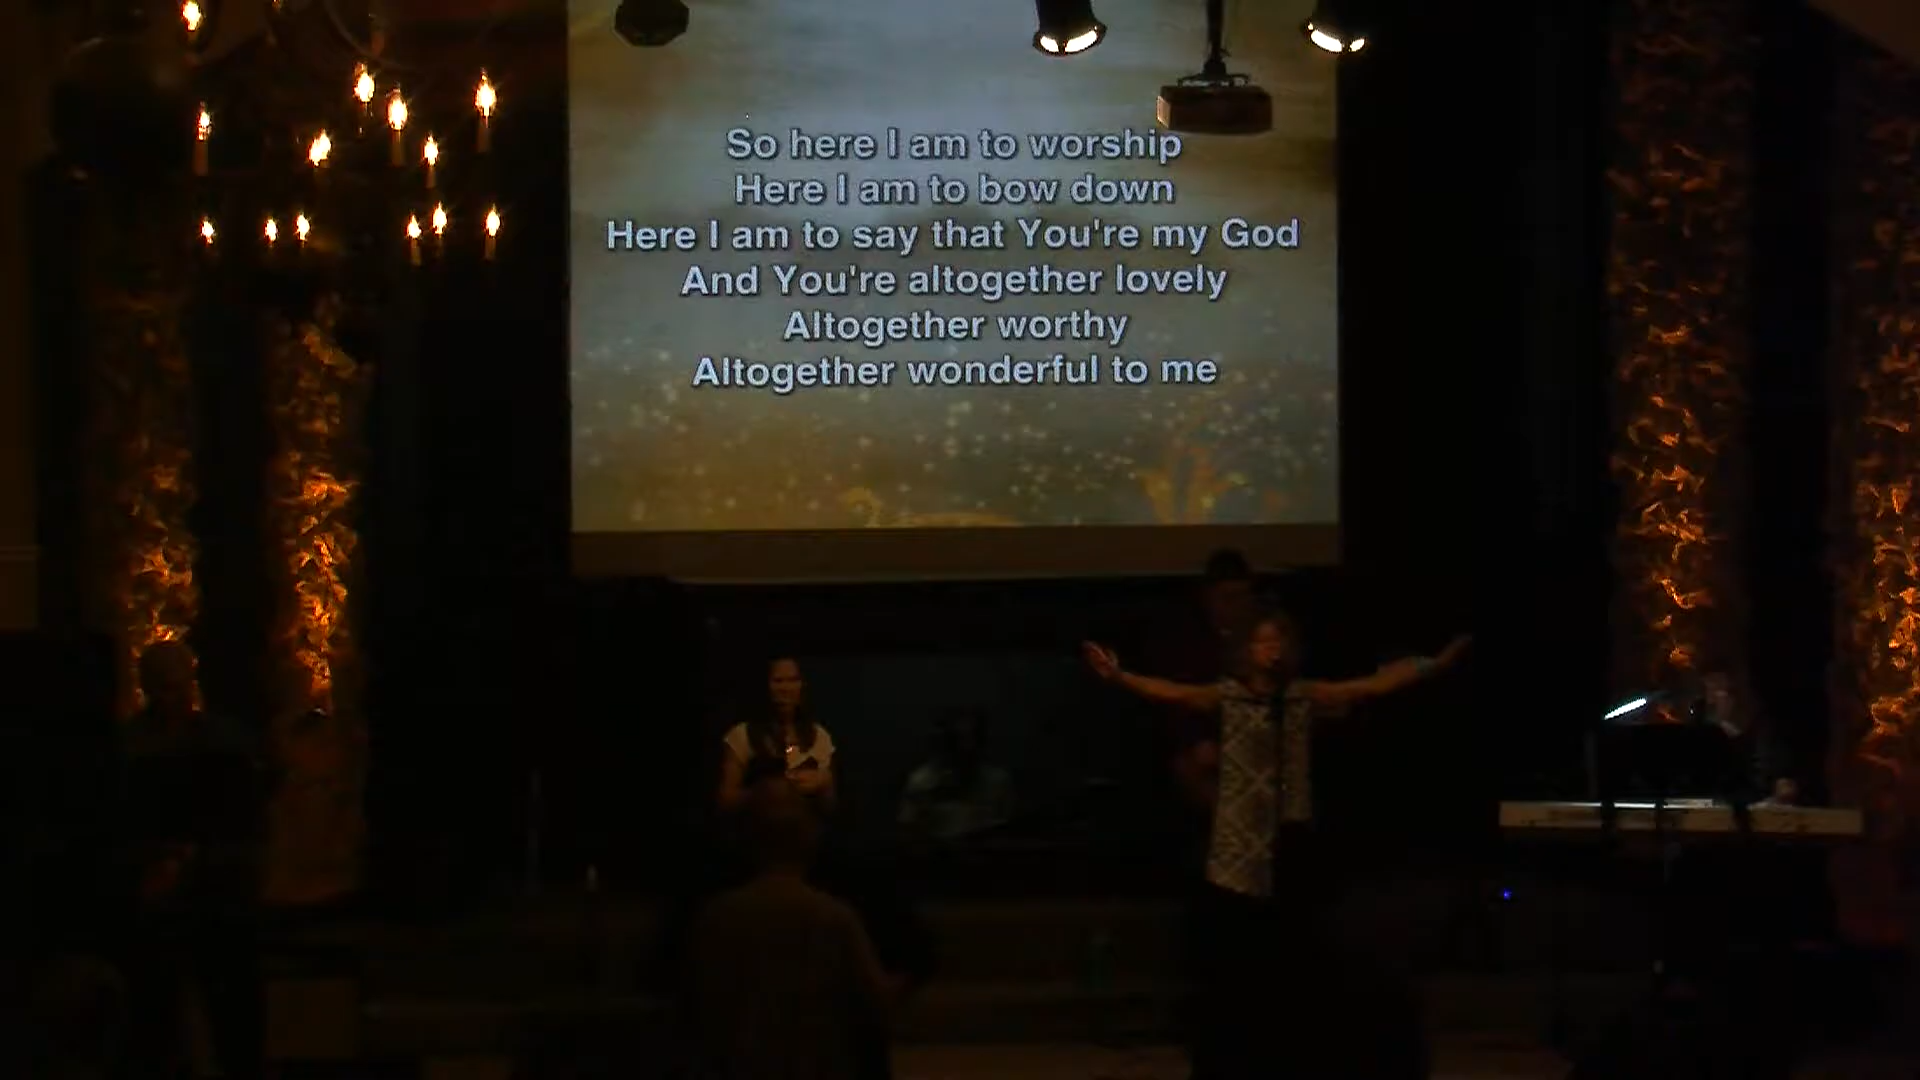 So here I am to worship
Here I am to bow down
Here I am to say that You're my God
And You're altogether lovely
Altogether worthy
Altogether wonderful to me